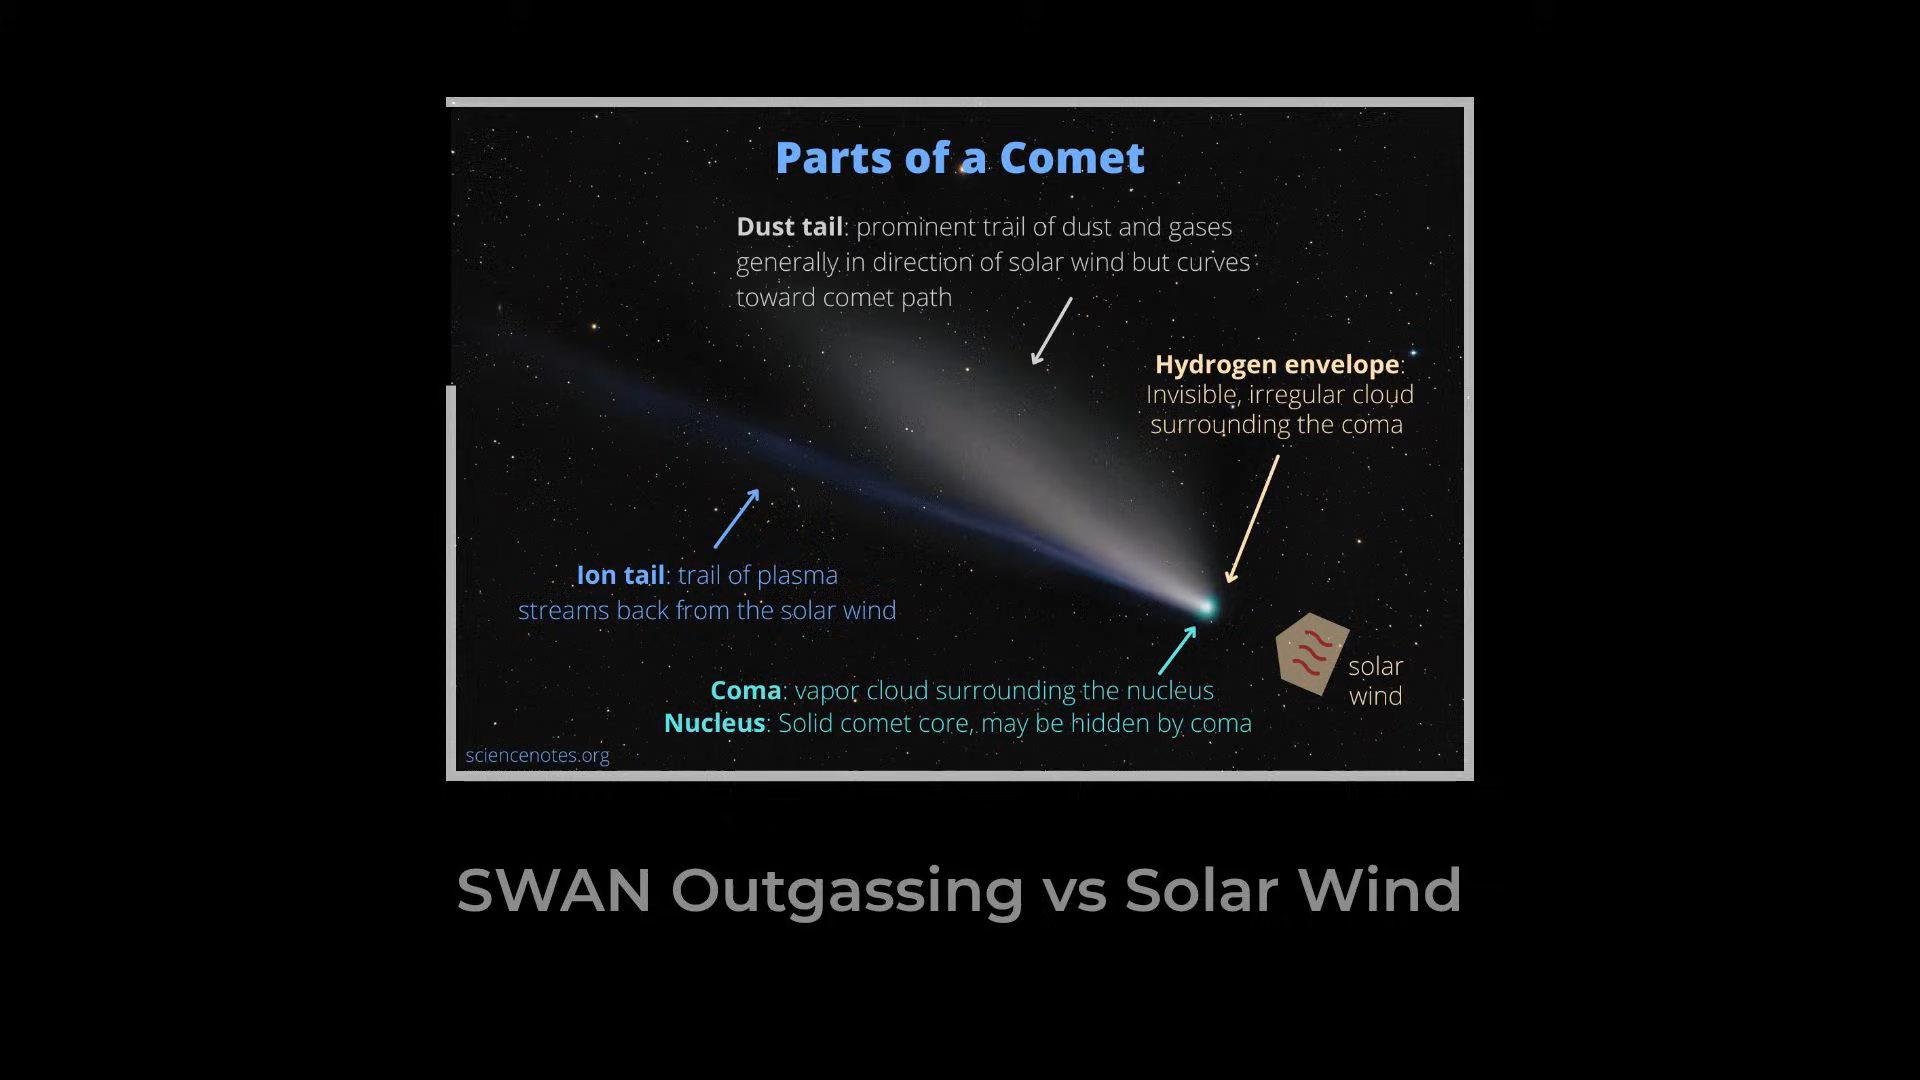 Parts of a Comet
Dust tail: prominent trail of dust and gases
generally in direction of solar wind but curves
toward comet path
Hydrogen envelope:
Invisible, irregular cloud
surrounding the coma
Ion tail: trail of plasma
streams back from the solar wind
solar
wind
Coma: vapor cloud surrounding the nucleus
Nucleus: Solid comet core, may be hidden by coma
sciencenotes.org
SWAN Outgassing vs Solar Wind